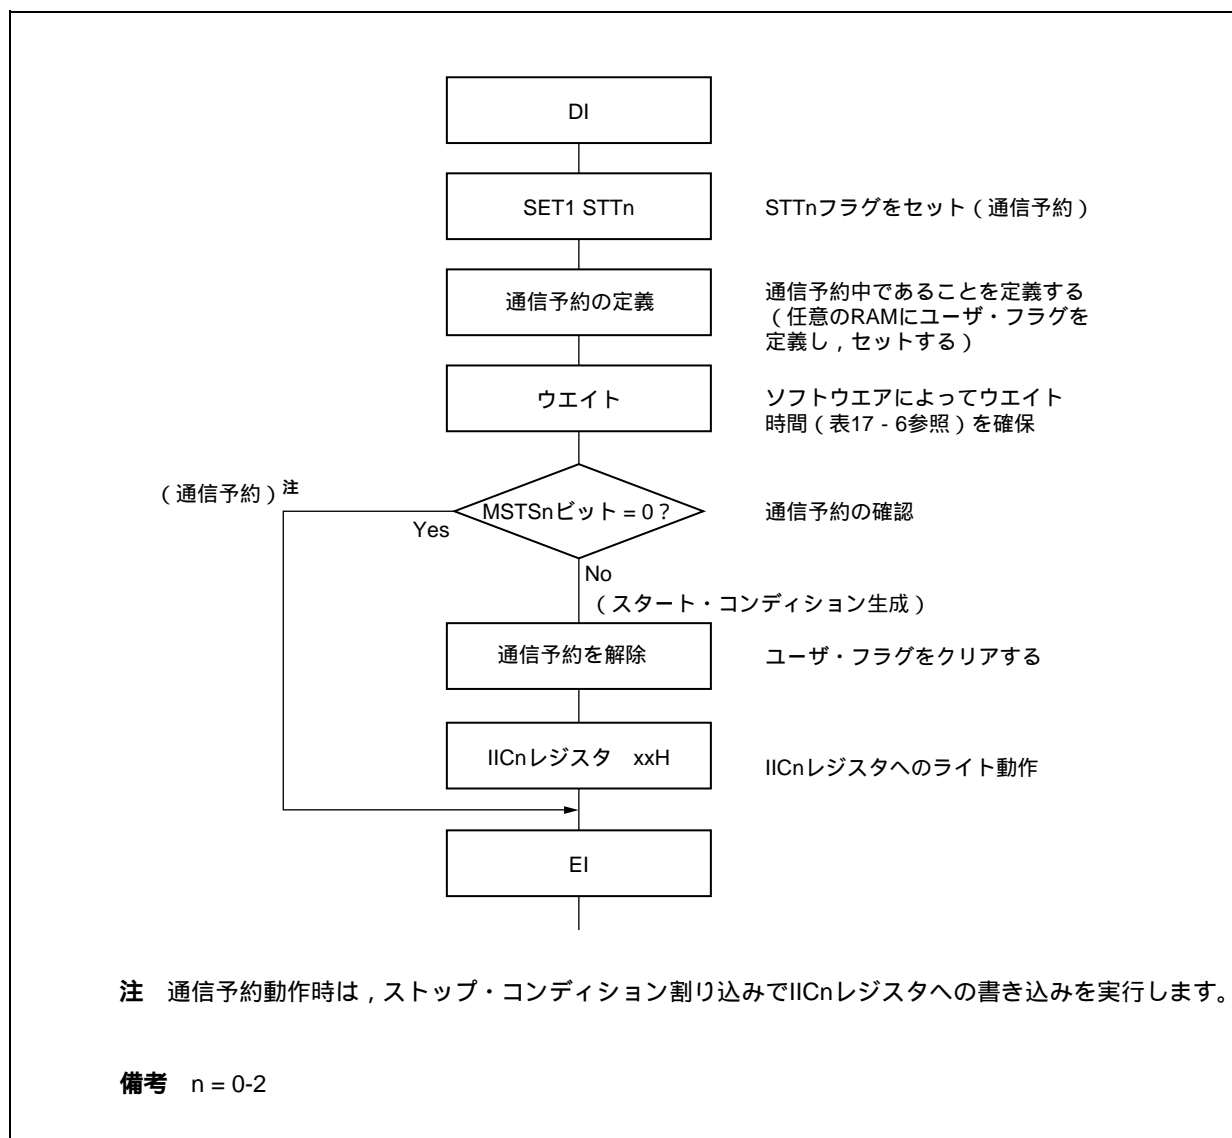 DI
SET1 STTn
STTnフラグをセット（通信予約）
通信予約の定義
通信予約中であることを定義する
（任意のRAMにユーザ・フラグを
定義し，セットする）
ウエイト
ソフトウエアによってウエイト
時間（表17 - 6参照）を確保
（通信予約）注
MSTSnビット = 0？
通信予約の確認
Yes
No
（スタート・コンディション生成）
通信予約を解除
ユーザ・フラグをクリアする
IICnレジスタ　xxH
IICnレジスタへのライト動作
EI
注　通信予約動作時は，ストップ・コンディション割り込みでIICnレジスタへの書き込みを実行します。
備考　n = 0-2